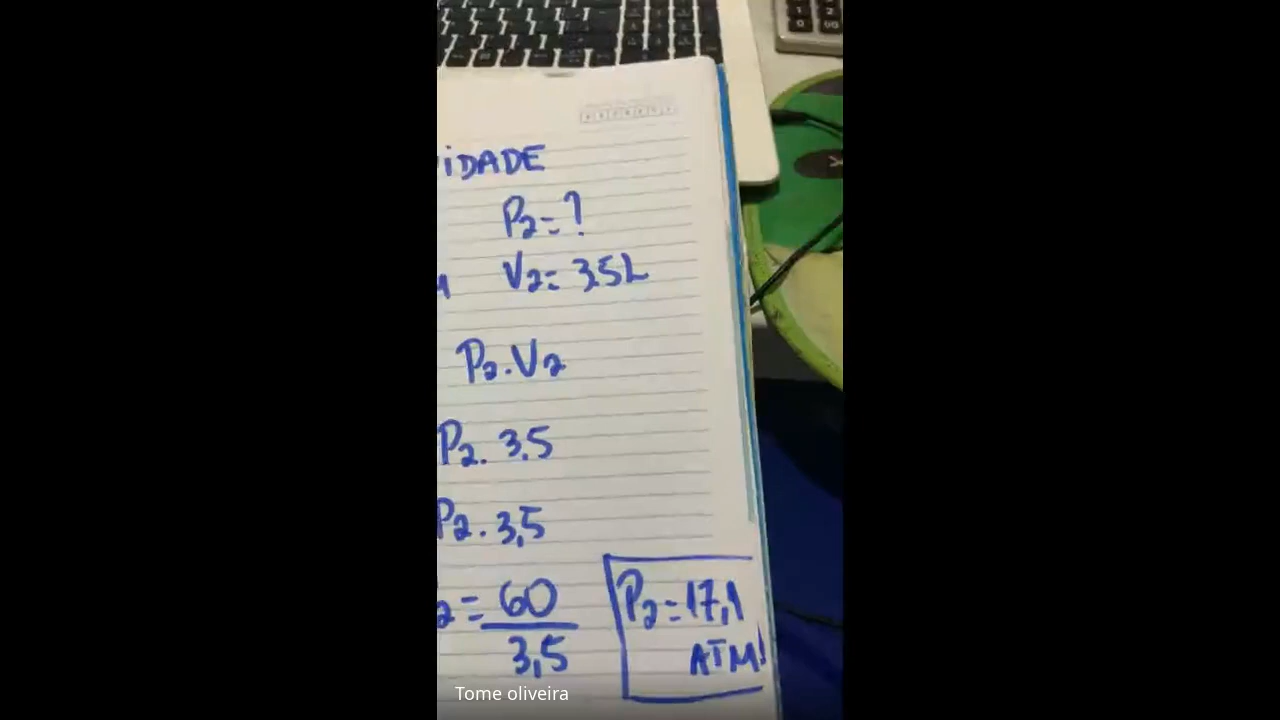 IDADE
P2=?
V2= 3,5L
P2.V2
P2. 3,5
P2. 3,5
2= 60
3,5
P2=17,1
ATM
Tome oliveira